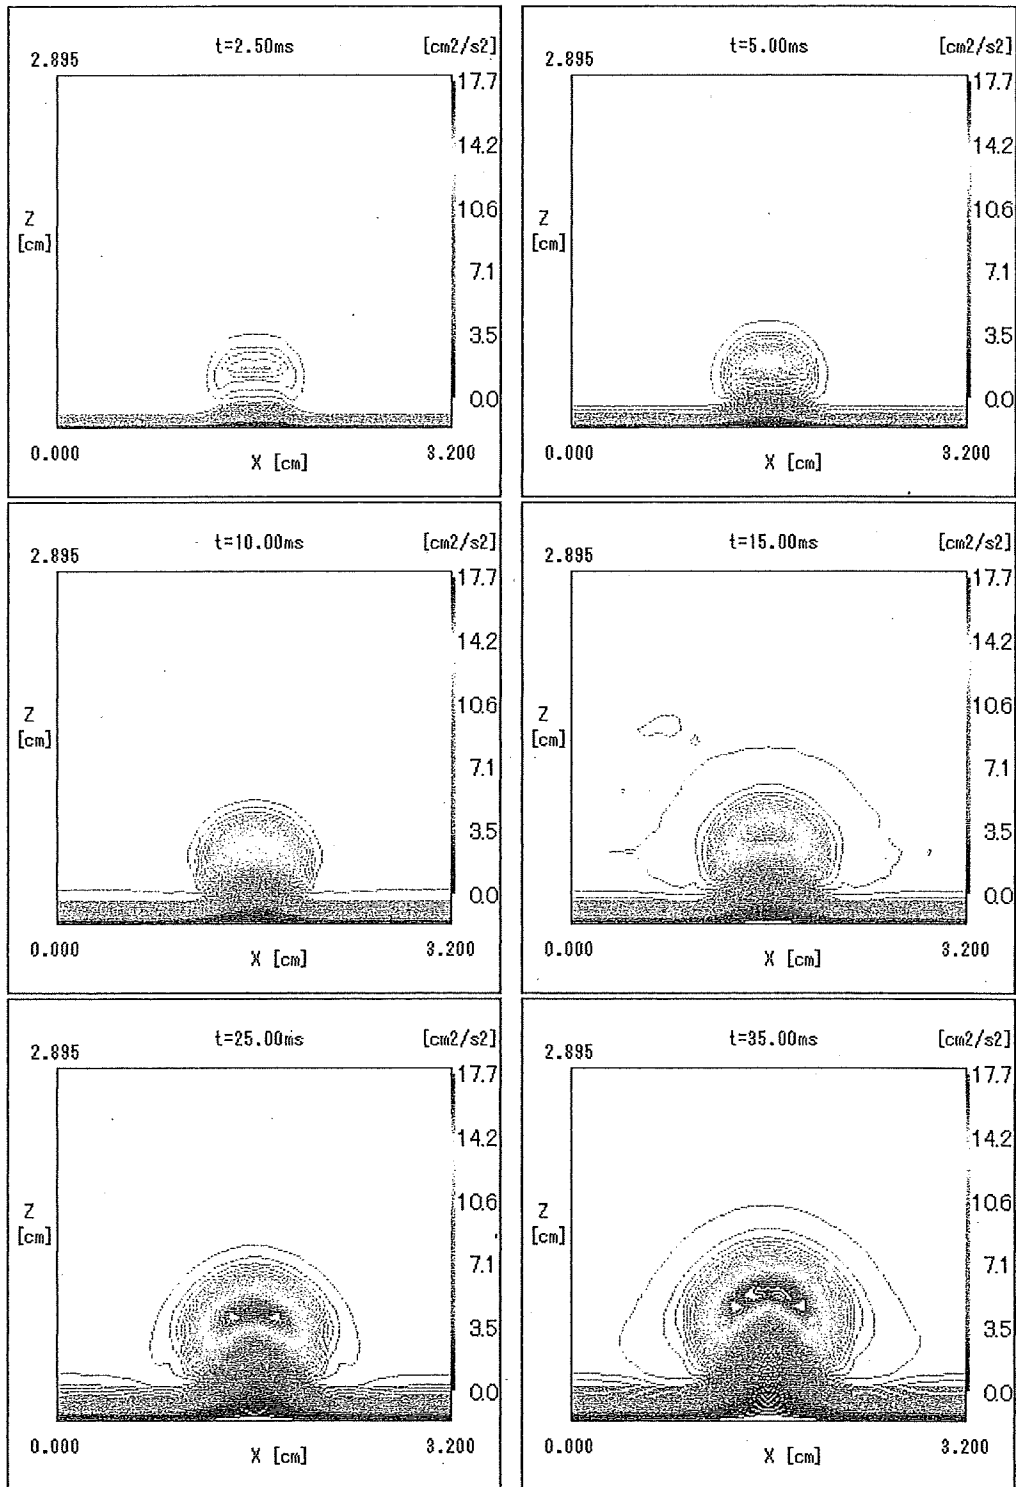 t=2.50ms [cm2/s2]
2.895 17.7
14.2
10.6
Z
[cm]
7.1
3.5
0.0
0.000 X [cm] 3.200
t=5.00ms [cm2/s2]
2.895 17.7
14.2
10.6
Z
[cm]
7.1
3.5
0.0
0.000 X [cm] 3.200
t=10.00ms [cm2/s2]
2.895 17.7
14.2
10.6
Z
[cm]
7.1
3.5
0.0
0.000 X [cm] 3.200
t=15.00ms [cm2/s2]
2.895 17.7
14.2
10.6
Z
[cm]
7.1
3.5
0.0
0.000 X [cm] 3.200
t=25.00ms [cm2/s2]
2.895 17.7
14.2
10.6
Z
[cm]
7.1
3.5
0.0
0.000 X [cm] 3.200
t=35.00ms [cm2/s2]
2.895 17.7
14.2
10.6
Z
[cm]
7.1
3.5
0.0
0.000 X [cm] 3.200